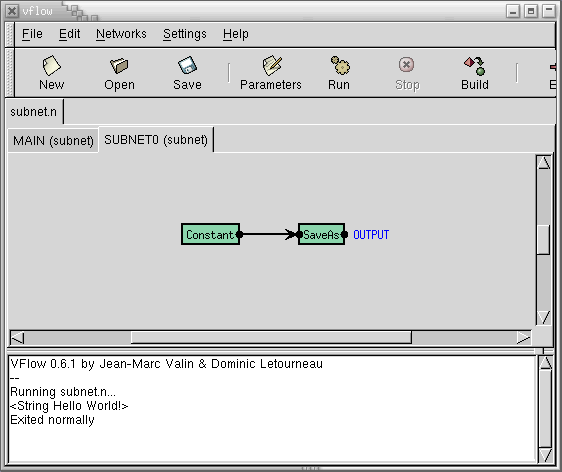 vflow
File Edit Networks Settings Help
New Open Save Parameters Run Stop Build
subnet.n
MAIN (subnet) SUBNET0 (subnet)
Constant SaveAs OUTPUT
VFlow 0.6.1 by Jean-Marc Valin & Dominic Letourneau
--
Running subnet.n...
<String Hello World!>
Exited normally